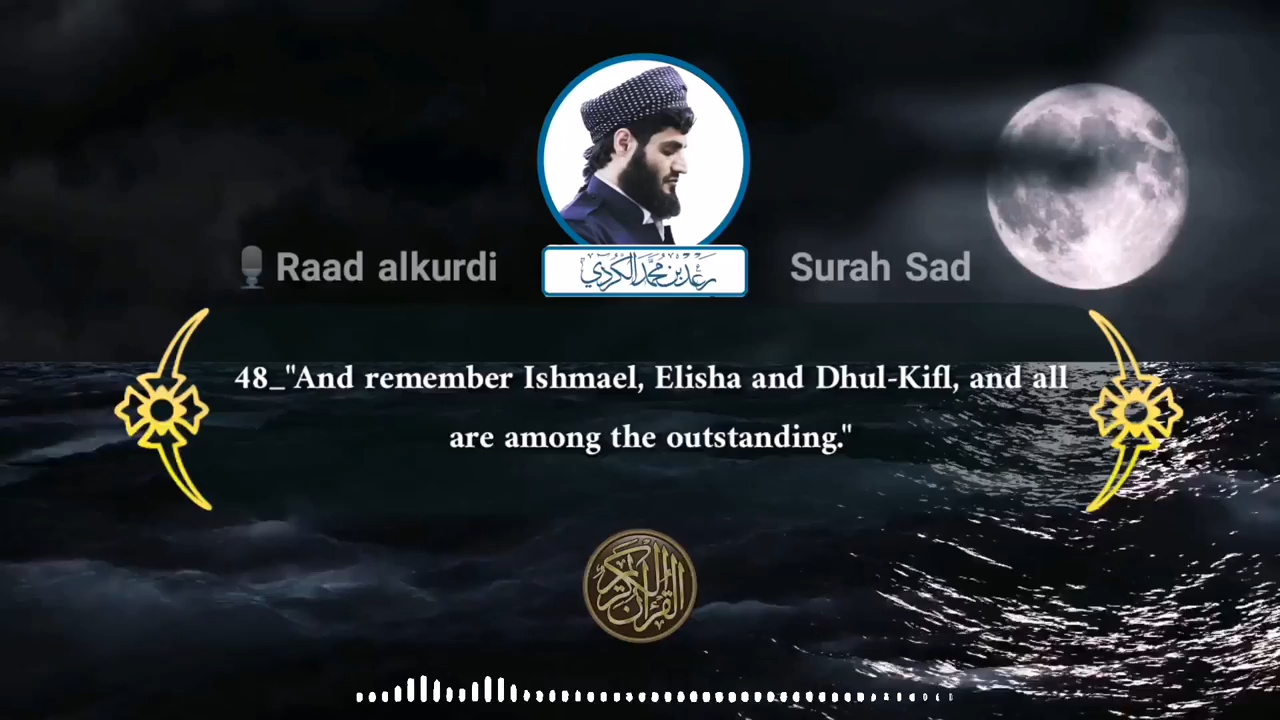 Raad alkurdi
رعد بن محمد الكردي
Surah Sad
48_"And remember Ishmael, Elisha and Dhul-Kifl, and all
are among the outstanding."
القرآن الكريم